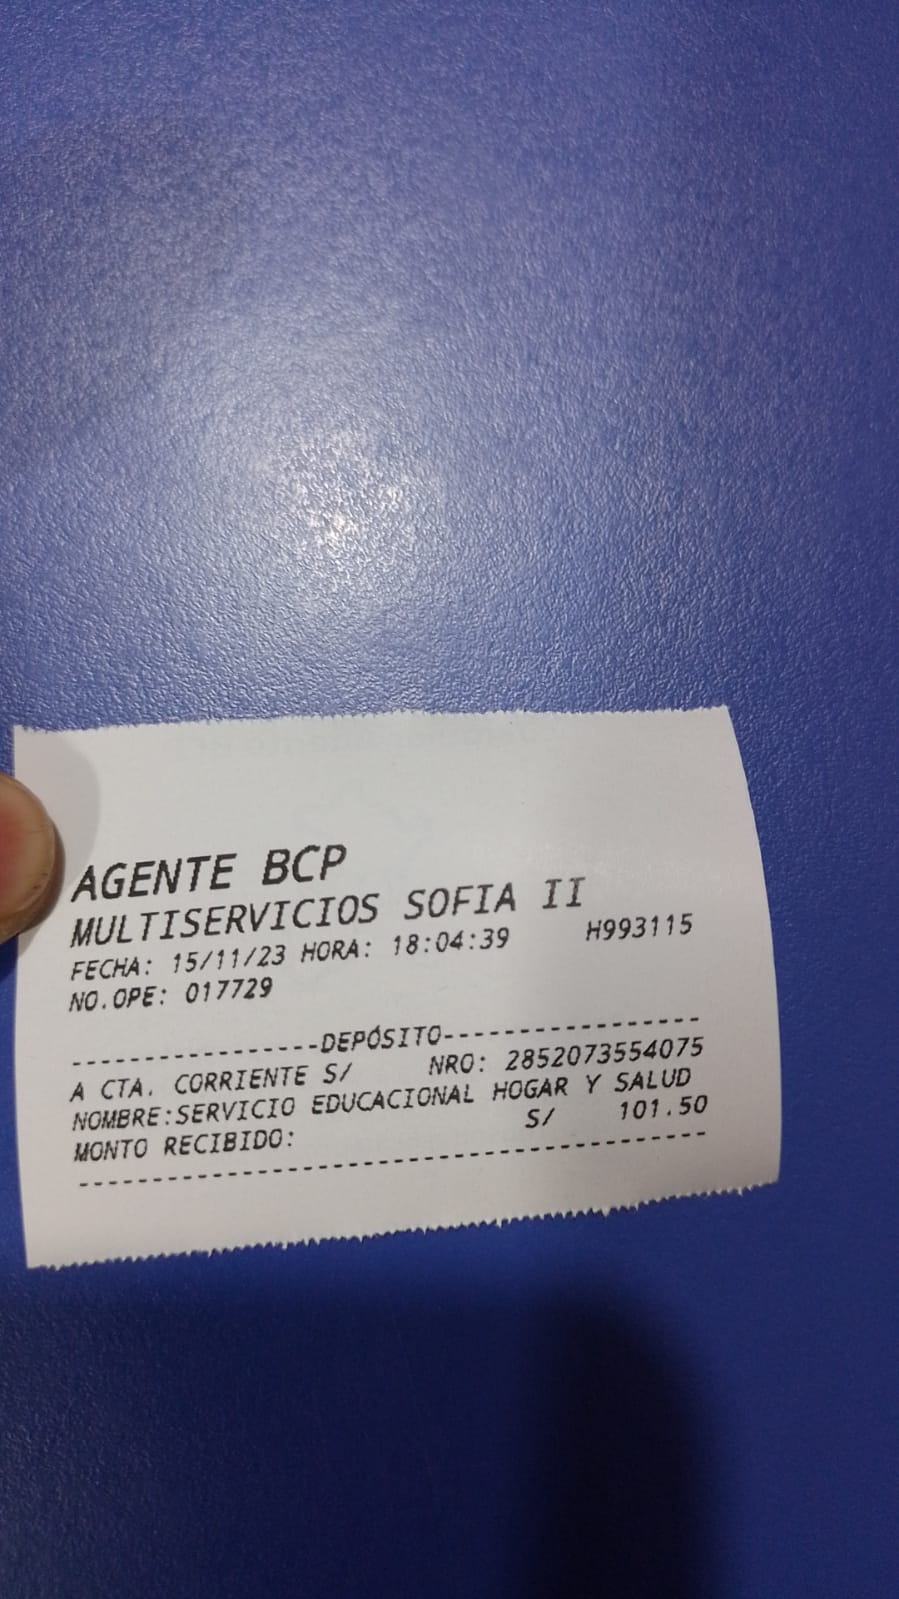 AGENTE BCP
MULTISERVICIOS SOFIA II
FECHA: 15/11/23 HORA: 18:04:39 H993115
NO.OPE: 017729
-----------------DEPÓSITO------------------
A CTA. CORRIENTE S/ NRO: 2852073554075
NOMBRE:SERVICIO EDUCACIONAL HOGAR Y SALUD
MONTO RECIBIDO: S/ 101.50
-------------------------------------------